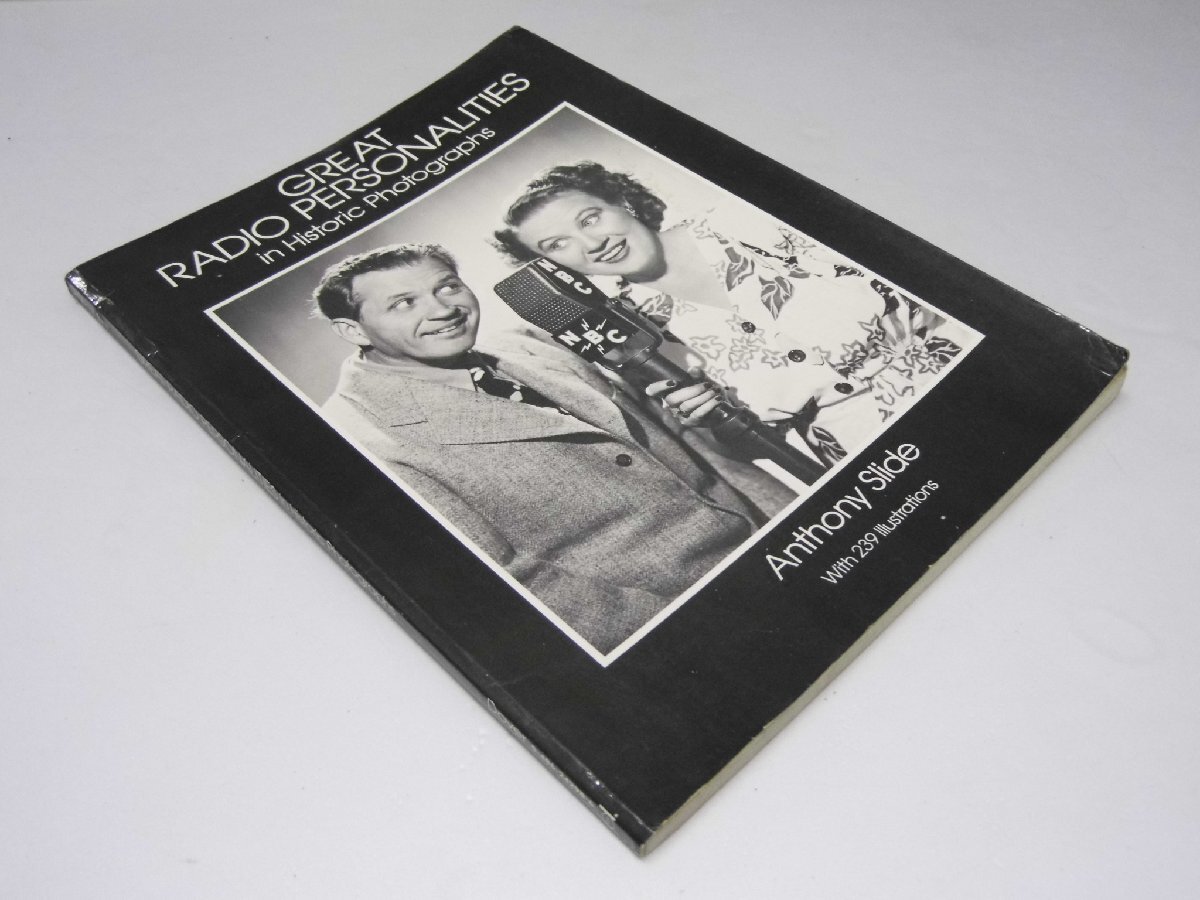 GREAT
RADIO PERSONALITIES
in Historic Photographs
NBC
NBC
Anthony Slide
With 239 Illustrations